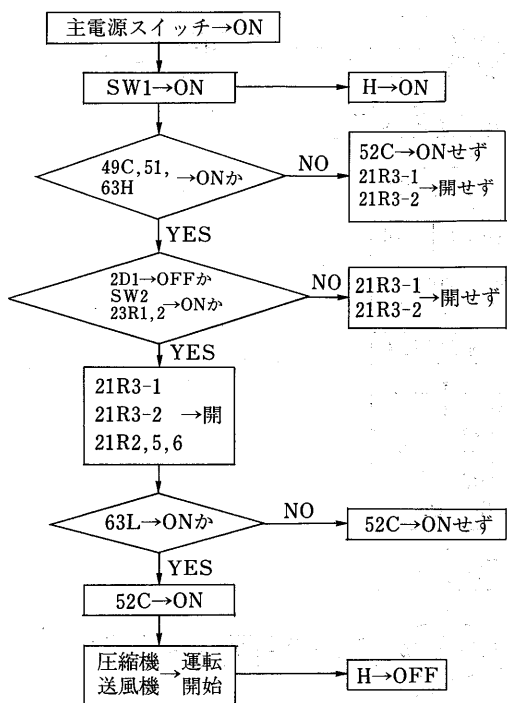 主電源スイッチ→ON
SW1→ON
H→ON
49C,51,
63H →ONか
NO
52C→ONせず
21R3-1
21R3-2 →開せず
YES
2D1→OFFか
SW2
23R1,2 →ONか
NO
21R3-1
21R3-2 →開せず
YES
21R3-1
21R3-2 →開
21R2,5,6
63L→ONか
NO
52C→ONせず
YES
52C→ON
圧縮機→運転
送風機 開始
H→OFF